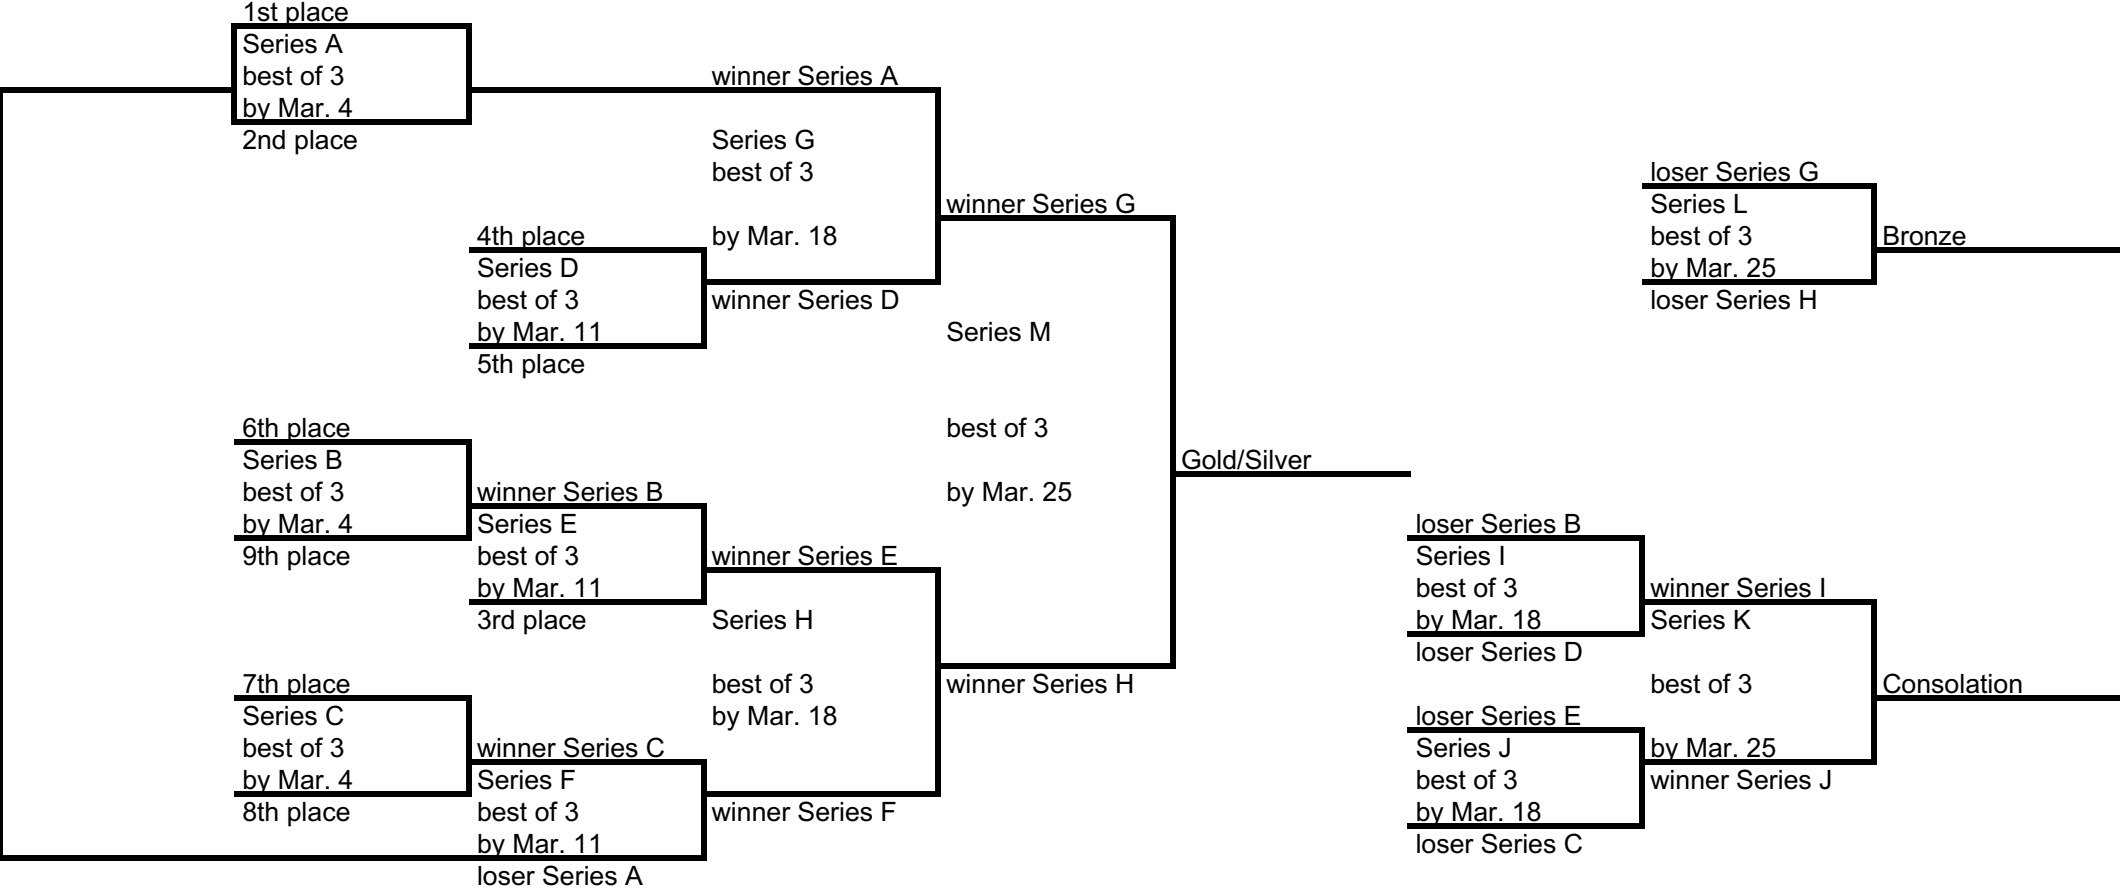 1st place
Series A
best of 3
by Mar. 4
2nd place
winner Series A
Series G
best of 3
by Mar. 18
winner Series D
4th place
Series D
best of 3
by Mar. 11
5th place
winner Series G
Series M
best of 3
by Mar. 25
winner Series H
Gold/Silver
6th place
Series B
best of 3
by Mar. 4
9th place
winner Series B
Series E
best of 3
by Mar. 11
3rd place
winner Series E
Series H
best of 3
by Mar. 18
winner Series F
7th place
Series C
best of 3
by Mar. 4
8th place
winner Series C
Series F
best of 3
by Mar. 11
loser Series A
loser Series G
Series L
best of 3
by Mar. 25
loser Series H
Bronze
loser Series B
Series I
best of 3
by Mar. 18
loser Series D
winner Series I
Series K
best of 3
by Mar. 25
winner Series J
Consolation
loser Series E
Series J
best of 3
by Mar. 18
loser Series C